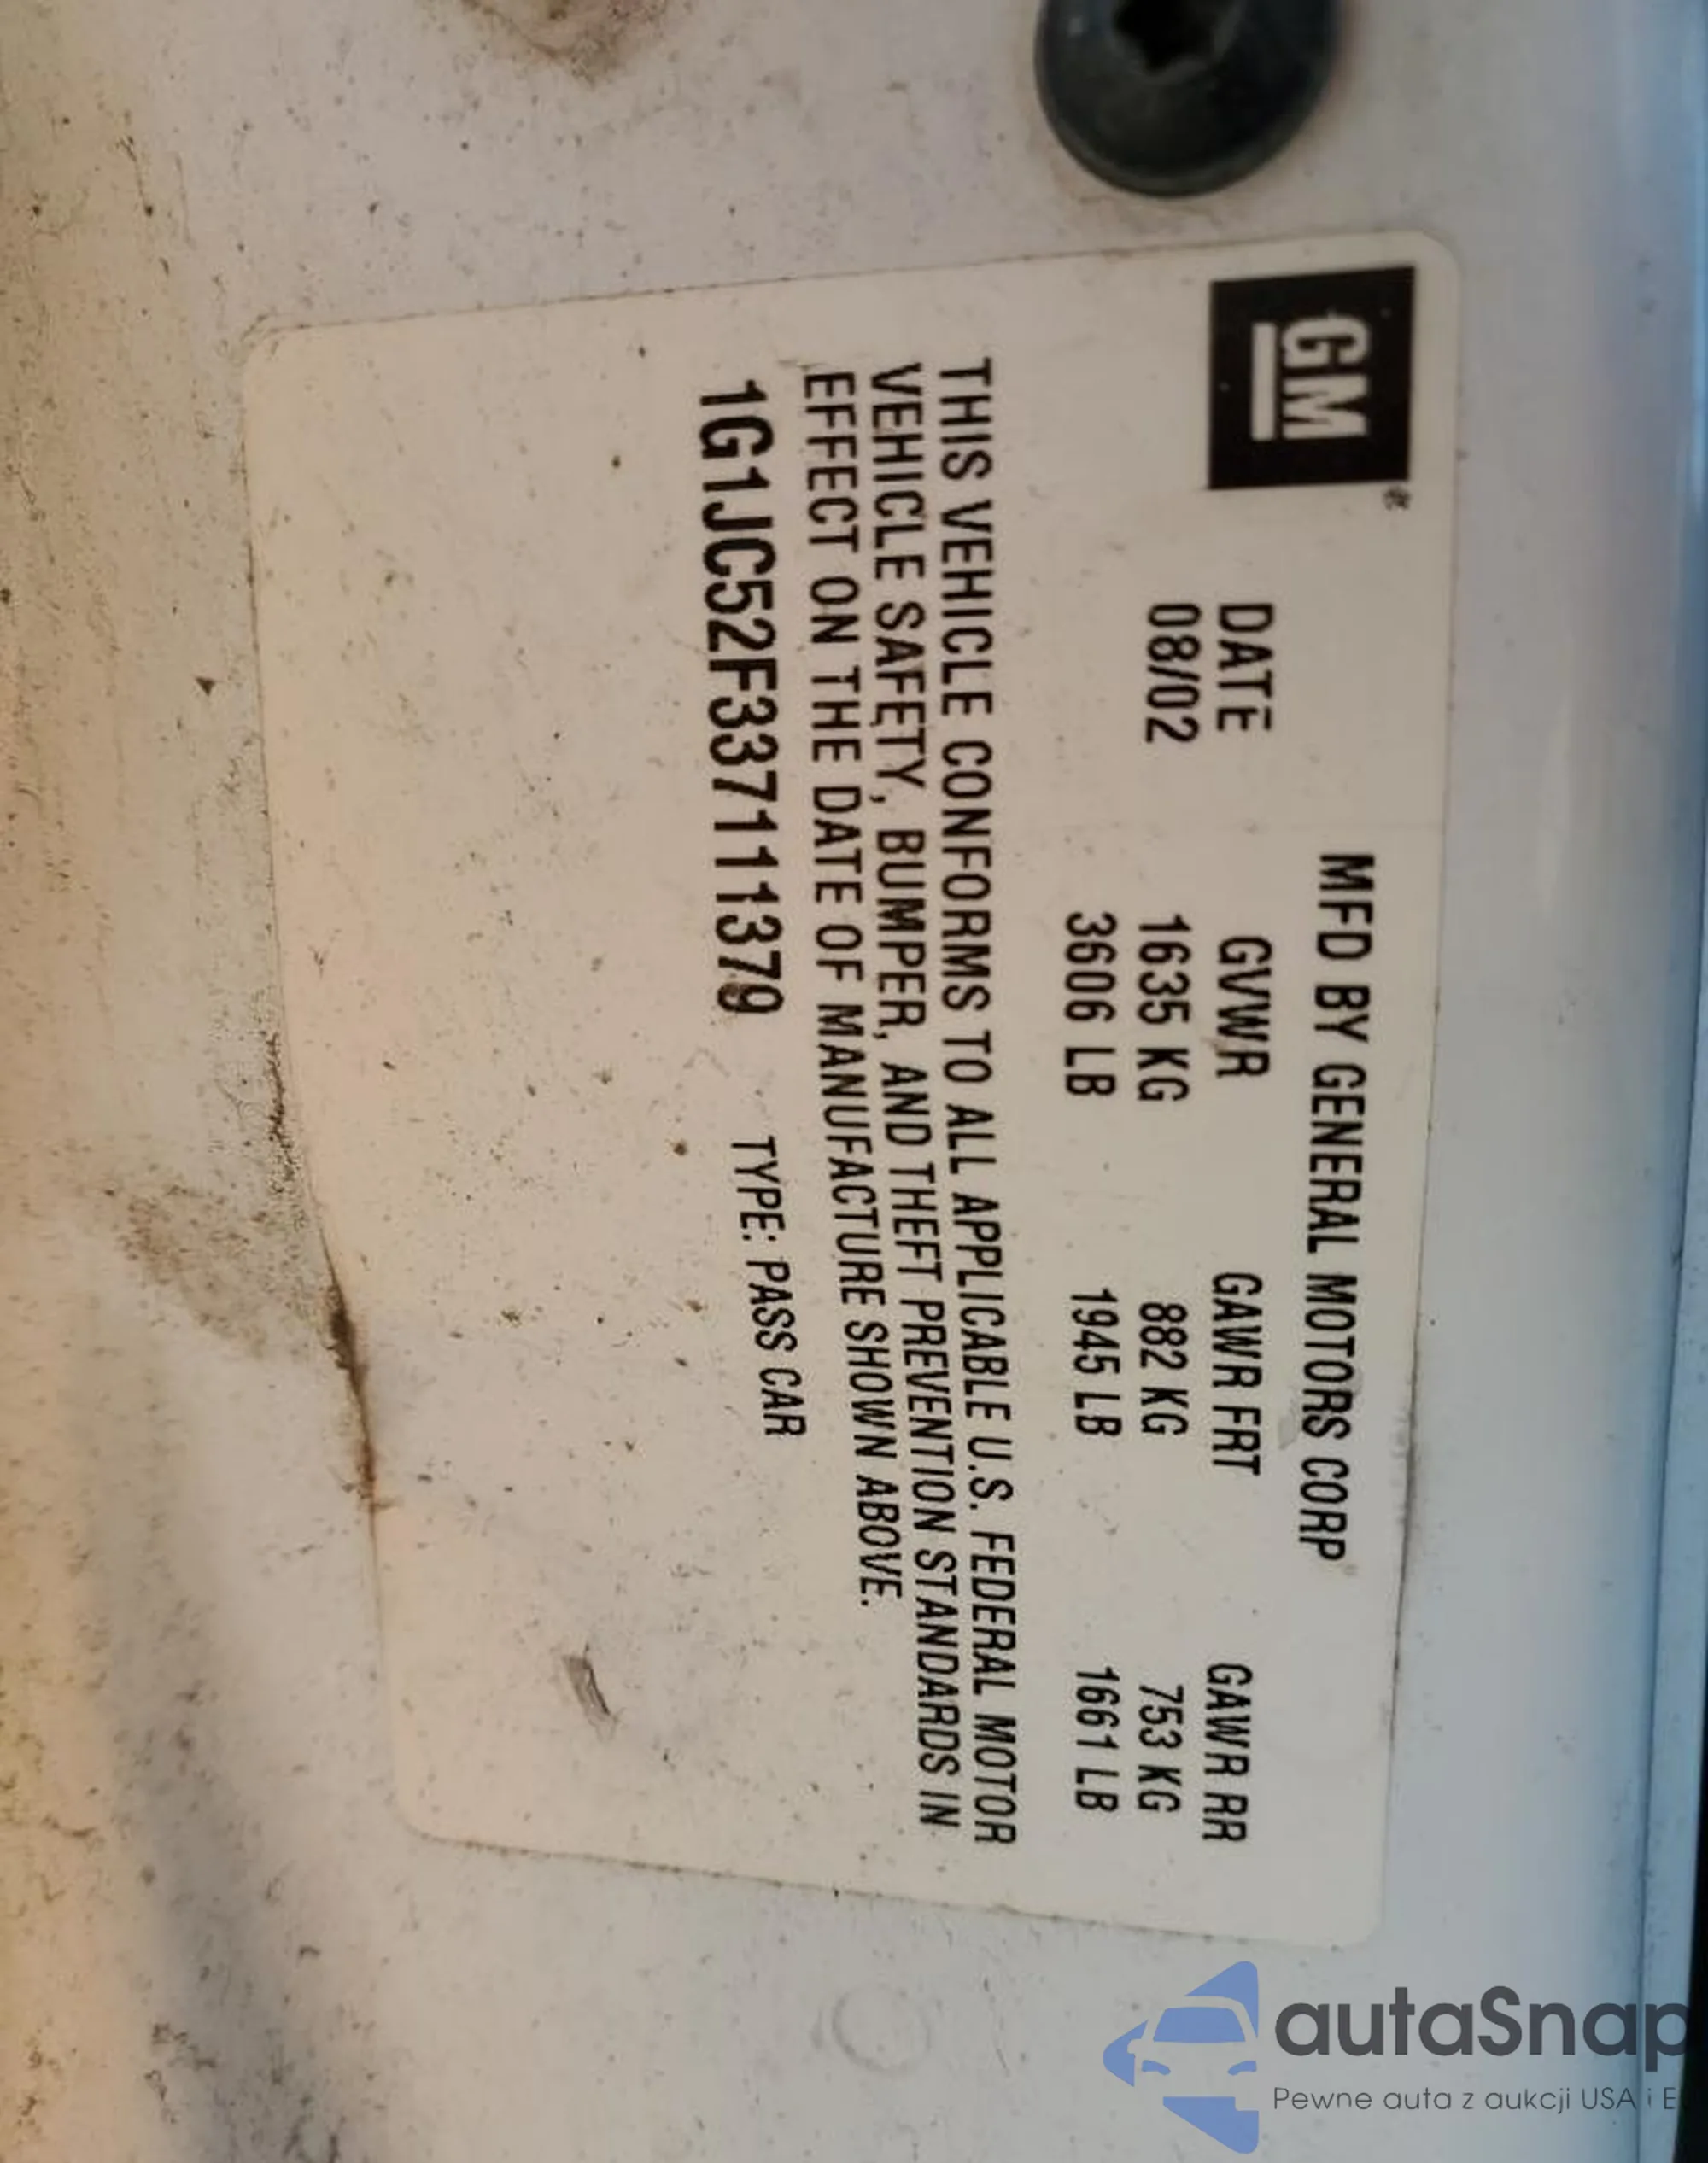 GM®
MFD BY GENERAL MOTORS CORP
DATE GVWR GAWR FRT GAWR RR
08/02 1635 KG 882 KG 753 KG
3606 LB 1945 LB 1661 LB
THIS VEHICLE CONFORMS TO ALL APPLICABLE U.S. FEDERAL MOTOR
VEHICLE SAFETY, BUMPER, AND THEFT PREVENTION STANDARDS IN
EFFECT ON THE DATE OF MANUFACTURE SHOWN ABOVE.
1G1JC52F337111379 TYPE: PASS CAR
autaSnap
Pewne auta z aukcji USA i E